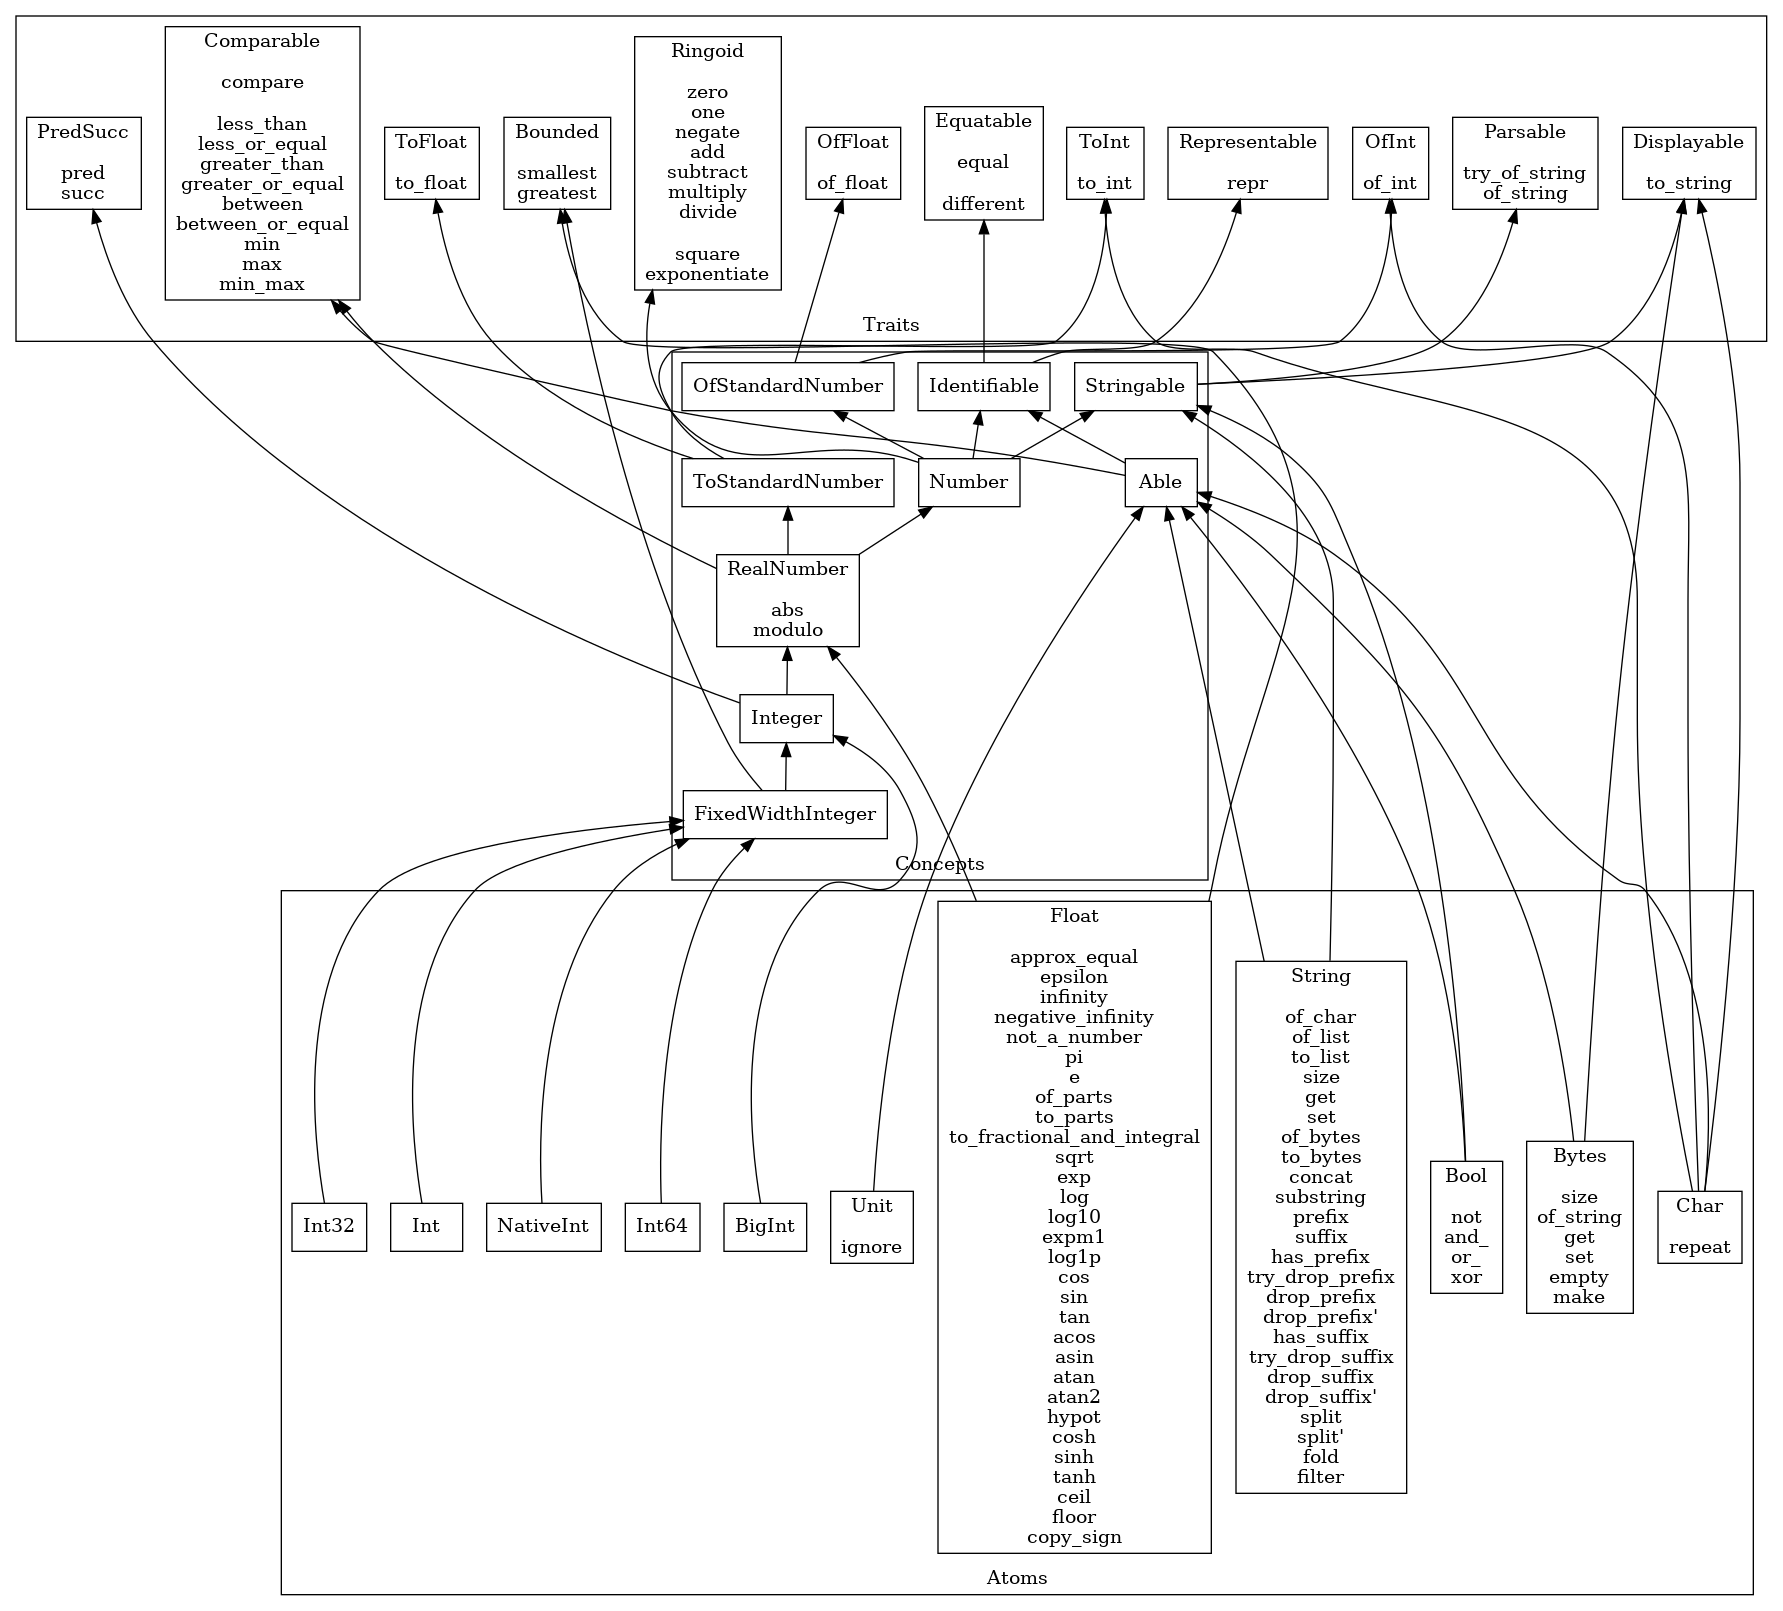 Comparable
compare
less_than
less_or_equal
greater_than
greater_or_equal
between
between_or_equal
min
max
min_max
Ringoid
zero
one
negate
add
subtract
multiply
divide
square
exponentiate
PredSucc
pred
succ
ToFloat
to_float
Bounded
smallest
greatest
OfFloat
of_float
Equatable
equal
different
ToInt
to_int
Representable
repr
OfInt
of_int
Parsable
try_of_string
of_string
Displayable
to_string
Traits
OfStandardNumber
Identifiable
Stringable
ToStandardNumber
Number
Able
RealNumber
abs
modulo
Integer
FixedWidthInteger
Concepts
Int32
Int
NativeInt
Int64
BigInt
Unit
ignore
Float
approx_equal
epsilon
infinity
negative_infinity
not_a_number
pi
e
of_parts
to_parts
to_fractional_and_integral
sqrt
exp
log
log10
expm1
log1p
cos
sin
tan
acos
asin
atan
atan2
hypot
cosh
sinh
tanh
ceil
floor
copy_sign
String
of_char
of_list
to_list
size
get
set
of_bytes
to_bytes
concat
substring
prefix
suffix
has_prefix
try_drop_prefix
drop_prefix
drop_prefix'
has_suffix
try_drop_suffix
drop_suffix
drop_suffix'
split
split'
fold
filter
Bool
not
and_
or_
xor
Bytes
size
of_string
get
set
empty
make
Char
repeat
Atoms